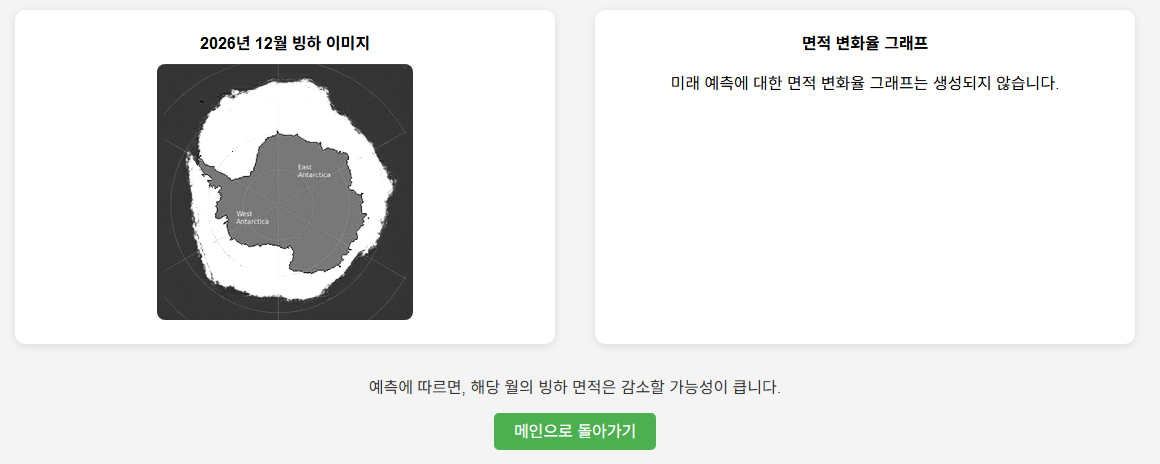 2026년 12월 빙하 이미지
East
Antarctica
West
Antarctica
면적 변화율 그래프
미래 예측에 대한 면적 변화율 그래프는 생성되지 않습니다.
예측에 따르면, 해당 월의 빙하 면적은 감소할 가능성이 큽니다.
메인으로 돌아가기